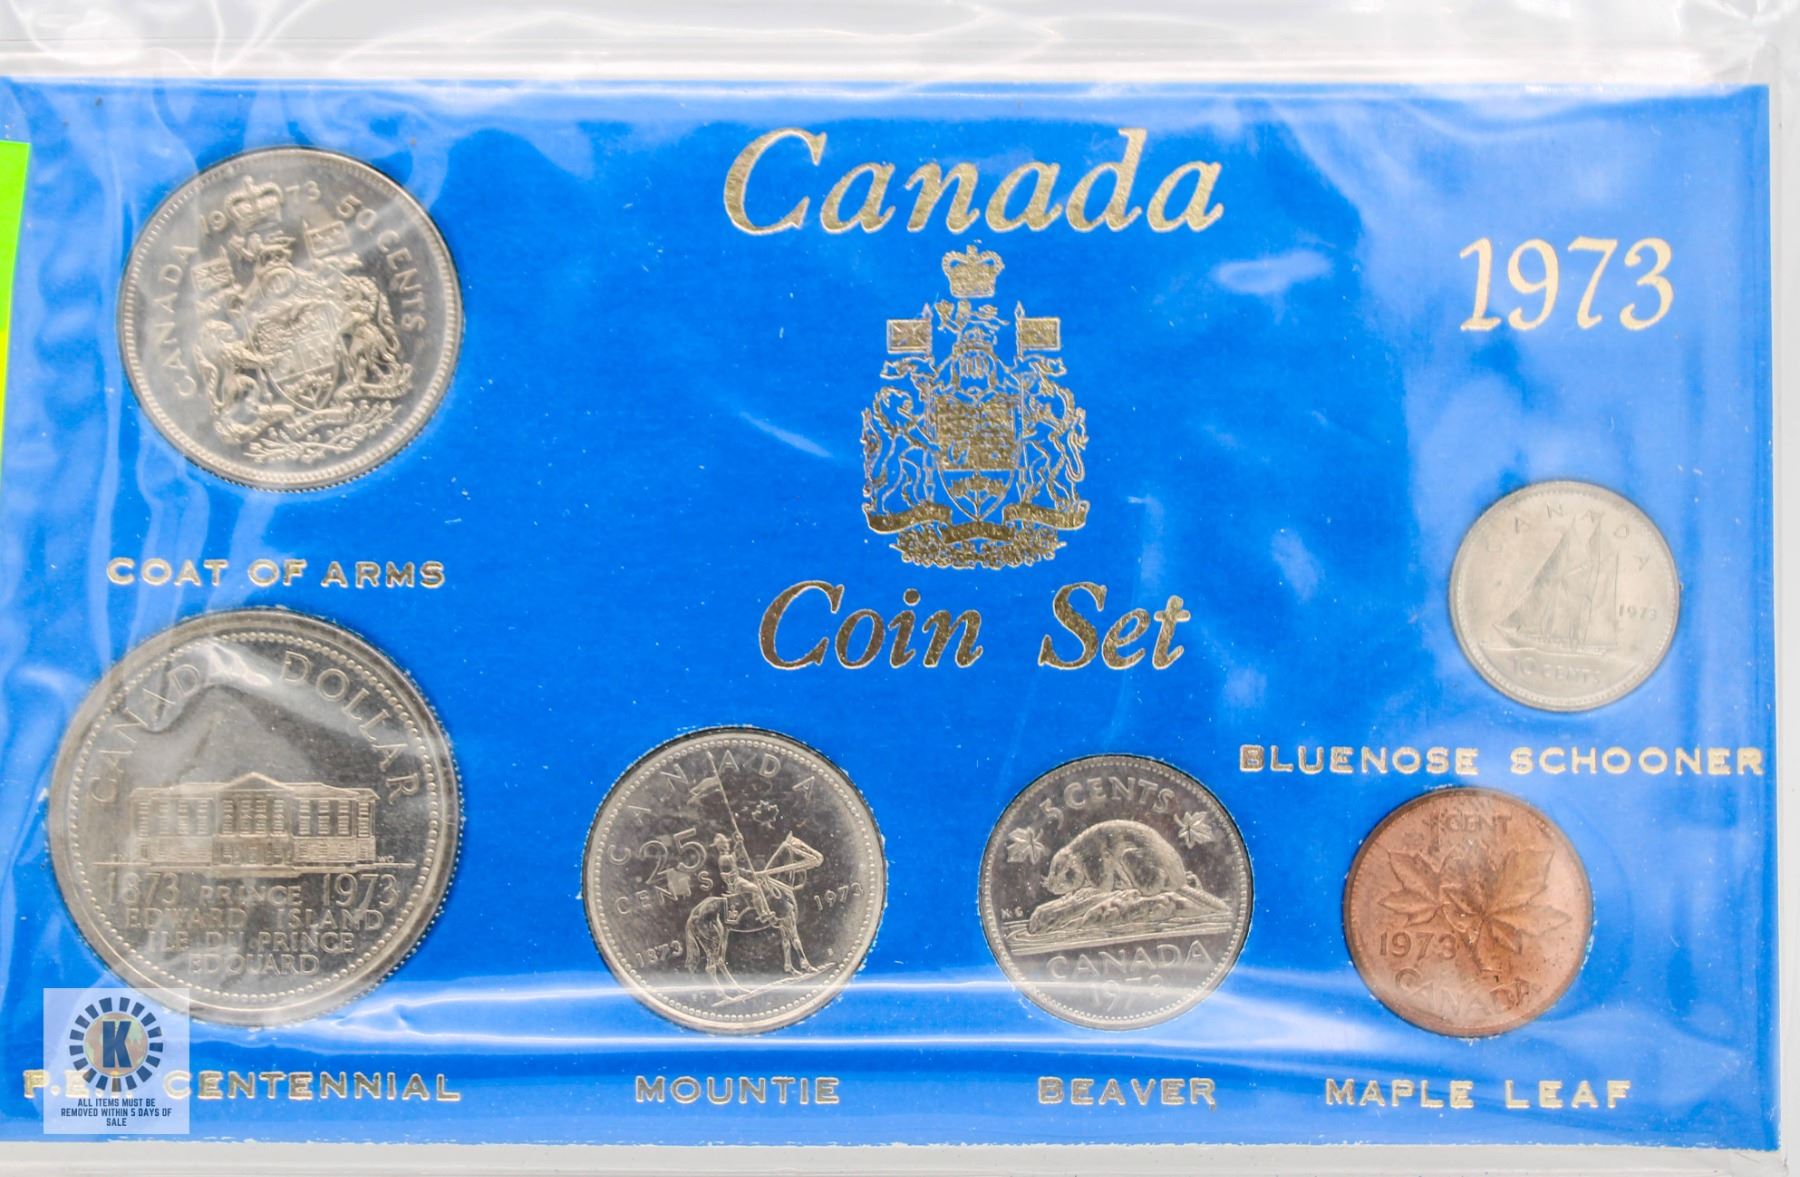 Canada
1973
Coin Set
CANADA 1973 50 CENTS
COAT OF ARMS
CANADA DOLLAR
1873 PRINCE 1973
EDWARD ISLAND
ILE DU PRINCE
EDOUARD
P.E. CENTENNIAL
CANADA
25
CENTS
1873
1973
MOUNTIE
5 CENTS
K·G
CANADA
1973
BEAVER
CANADA
1973
10 CENTS
BLUENOSE SCHOONER
1 CENT
1973
CANADA
MAPLE LEAF
K
ALL ITEMS MUST BE
REMOVED WITHIN 5 DAYS OF
SALE